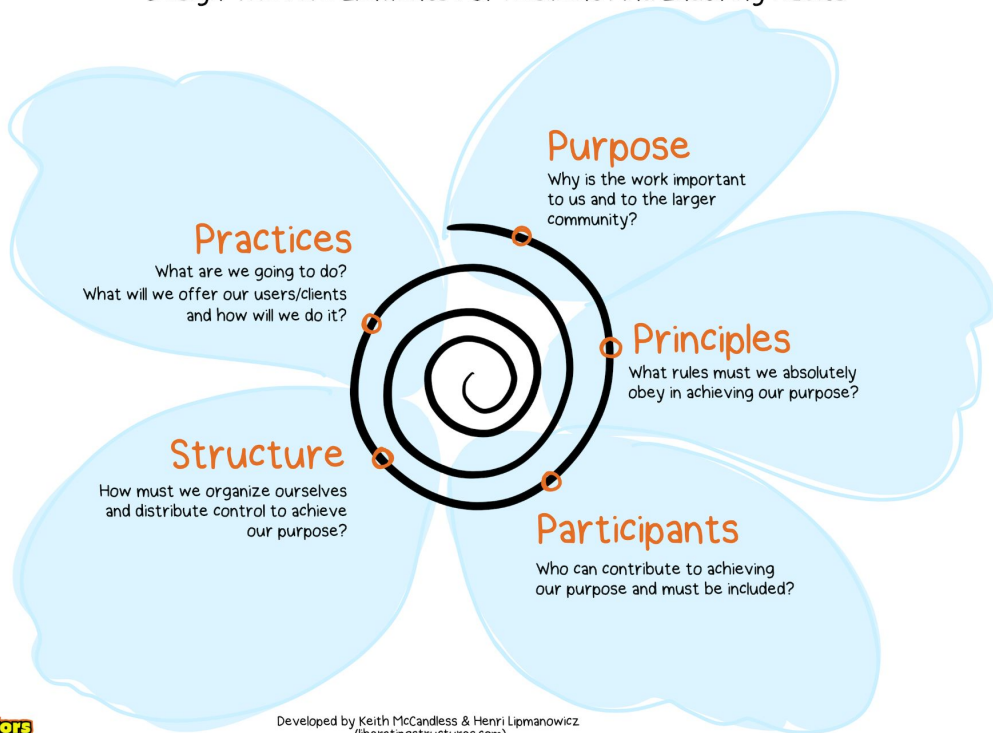 Purpose
Why is the work important
to us and to the larger
community?
Principles
What rules must we absolutely
obey in achieving our purpose?
Participants
Who can contribute to achieving
our purpose and must be included?
Structure
How must we organize ourselves
and distribute control to achieve
our purpose?
Practices
What are we going to do?
What will we offer our users/clients
and how will we do it?
Developed by Keith McCandless & Henri Lipmanowicz
(liberatingstructures.com)